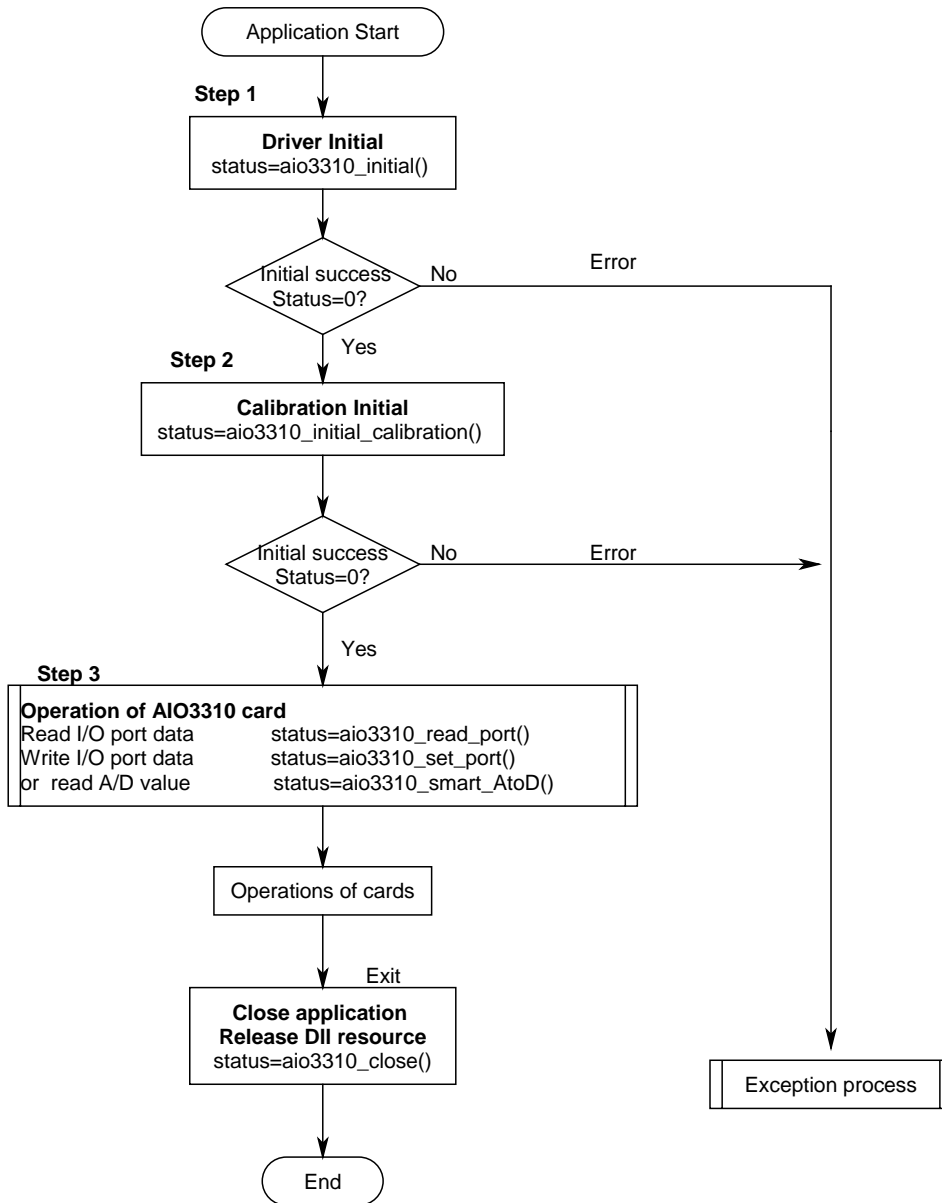 Application Start
Step 1
Driver Initial
status=aio3310_initial()
Initial success
Status=0?
No
Error
Yes
Step 2
Calibration Initial
status=aio3310_initial_calibration()
Initial success
Status=0?
No
Error
Yes
Step 3
Operation of AIO3310 card
Read I/O port data status=aio3310_read_port()
Write I/O port data status=aio3310_set_port()
or read A/D value status=aio3310_smart_AtoD()
Operations of cards
Exit
Close application
Release Dll resource
status=aio3310_close()
Exception process
End